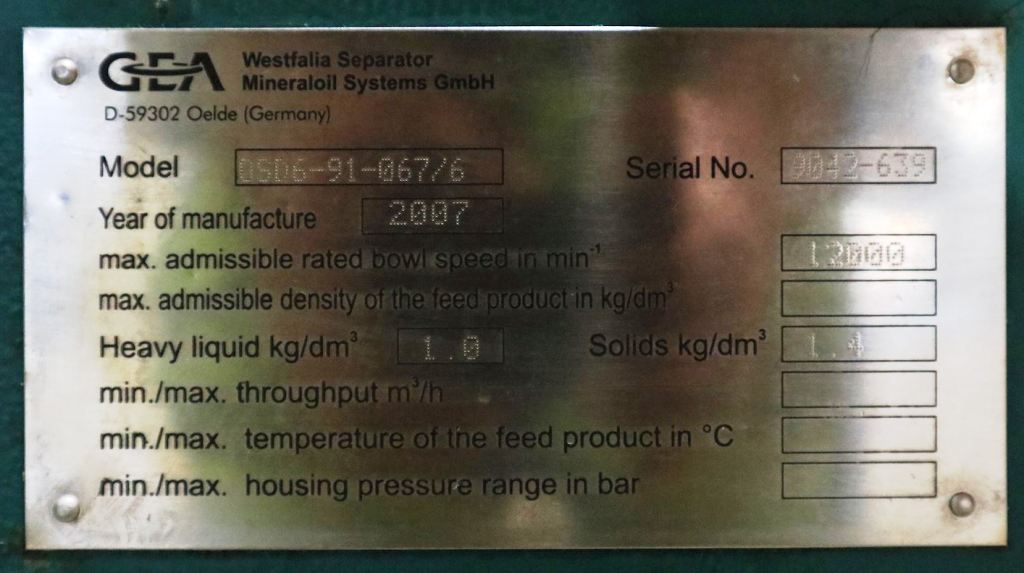 GEA Westfalia Separator
Mineraloil Systems GmbH
D-59302 Oelde (Germany)
Model OSD6-91-067/6 Serial No. 9042-639
Year of manufacture 2007
max. admissible rated bowl speed in min⁻¹ 12000
max. admissible density of the feed product in kg/dm³
Heavy liquid kg/dm³ 1.0 Solids kg/dm³ 1.4
min./max. throughput m³/h
min./max. temperature of the feed product in °C
min./max. housing pressure range in bar